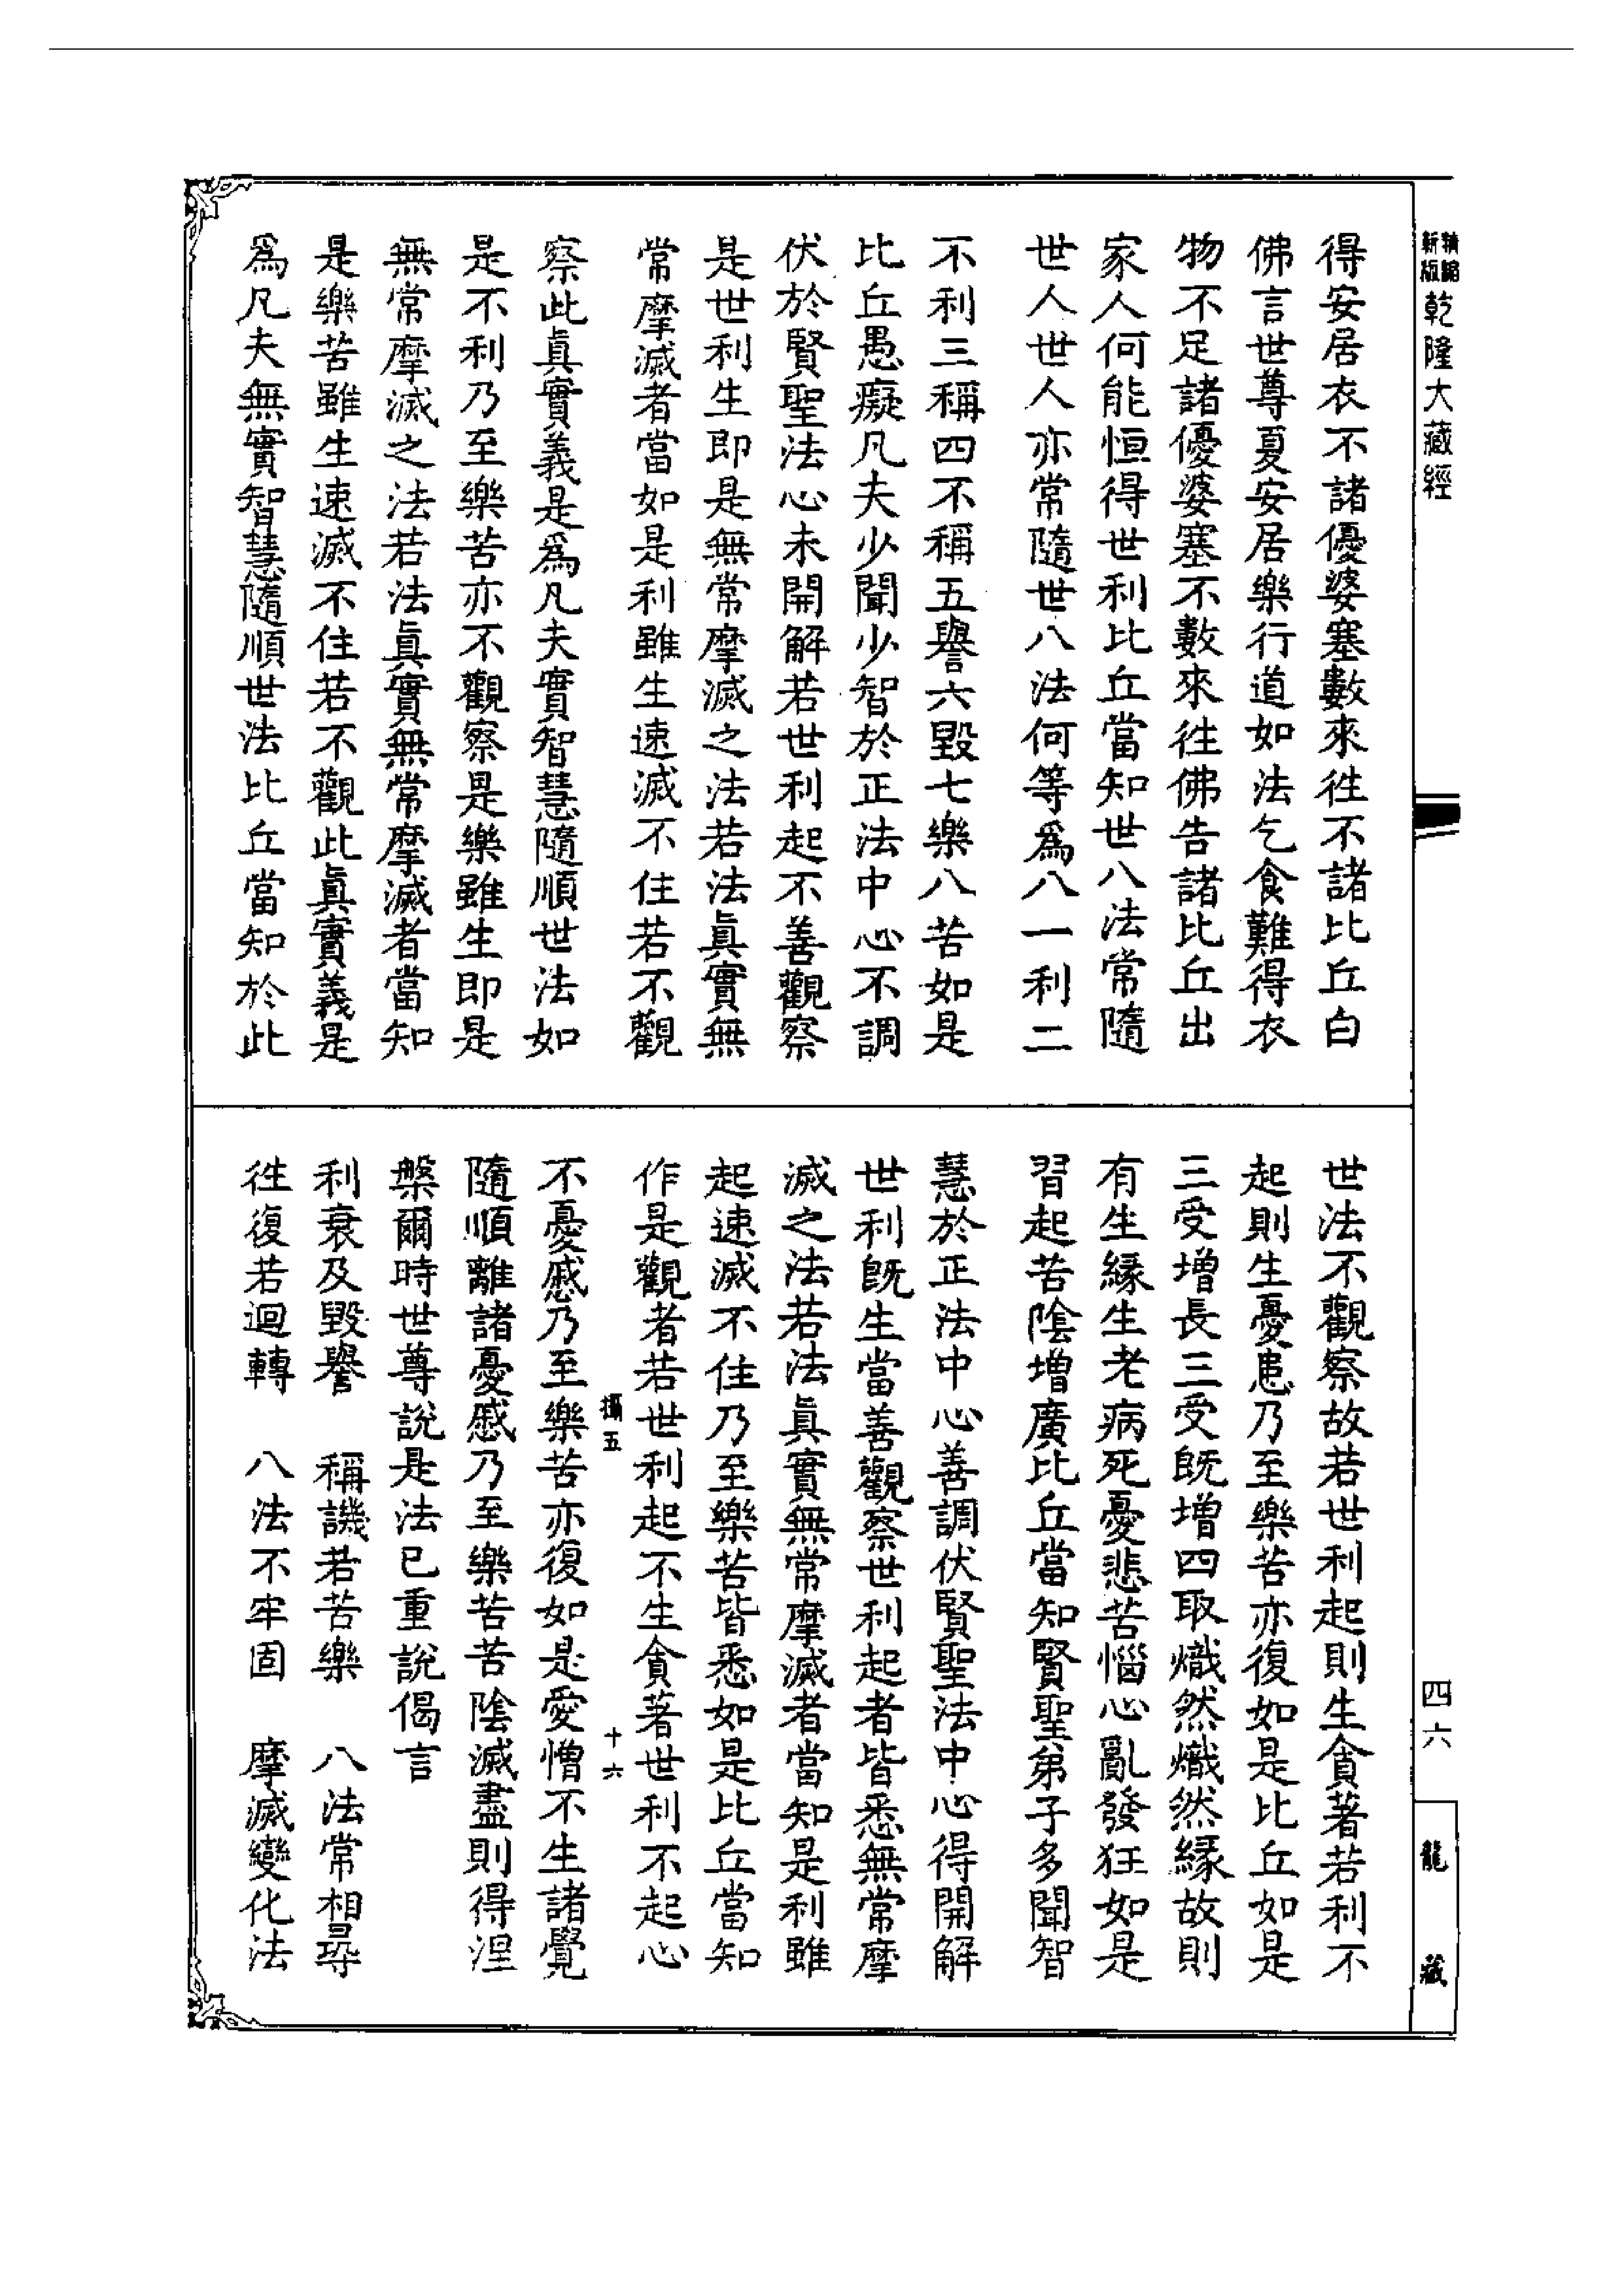 新版
精縮
乾隆大藏經
得安居衣不諸優婆塞數來往不諸比丘白
佛言世尊夏安居樂行道如法乞食難得衣
物不足諸優婆塞不數來往佛告諸比丘出
家人何能恒得世利比丘當知世八法常隨
世人世人亦常隨世八法何等為八一利二
不利三稱四不稱五譽六毀七樂八苦如是
比丘愚癡凡夫少聞少智於正法中心不調
伏於賢聖法心未開解若世利起不善觀察
是世利生即是無常摩滅之法若法真實無
常摩滅者當如是利雖生速滅不住若不觀
察此真實義是為凡夫實智慧隨順世法如
是不利乃至樂苦亦不觀察是樂雖生即是
無常摩滅之法若法真實無常摩滅者當知
是樂苦雖生速滅不住若不觀此真實義是
為凡夫無實智慧隨順世法比丘當知於此
世法不觀察故若世利起則生貪著若利不
起則生憂恚乃至樂苦亦復如是比丘如是
三受增長三受既增四取熾然熾然緣故則
有生緣生老病死憂悲苦惱心亂發狂如是
習起苦陰增廣比丘當知賢聖弟子多聞智
慧於正法中心善調伏賢聖法中心得開解
世利既生當善觀察世利起者皆悉無常摩
滅之法若法真實無常摩滅者當知是利雖
起速滅不住乃至樂苦皆悉如是比丘當知
作是觀者若世利起不生貪著世利不起心
攝五
十六
不憂慼乃至樂苦亦復如是愛憎不生諸覺
隨順離諸憂慼乃至樂苦苦陰滅盡則得涅
槃爾時世尊說是法已重說偈言
利衰及毀譽　稱譏若苦樂　八法常相尋
往復若迴轉　八法不牢固　摩滅變化法
四六
龍藏